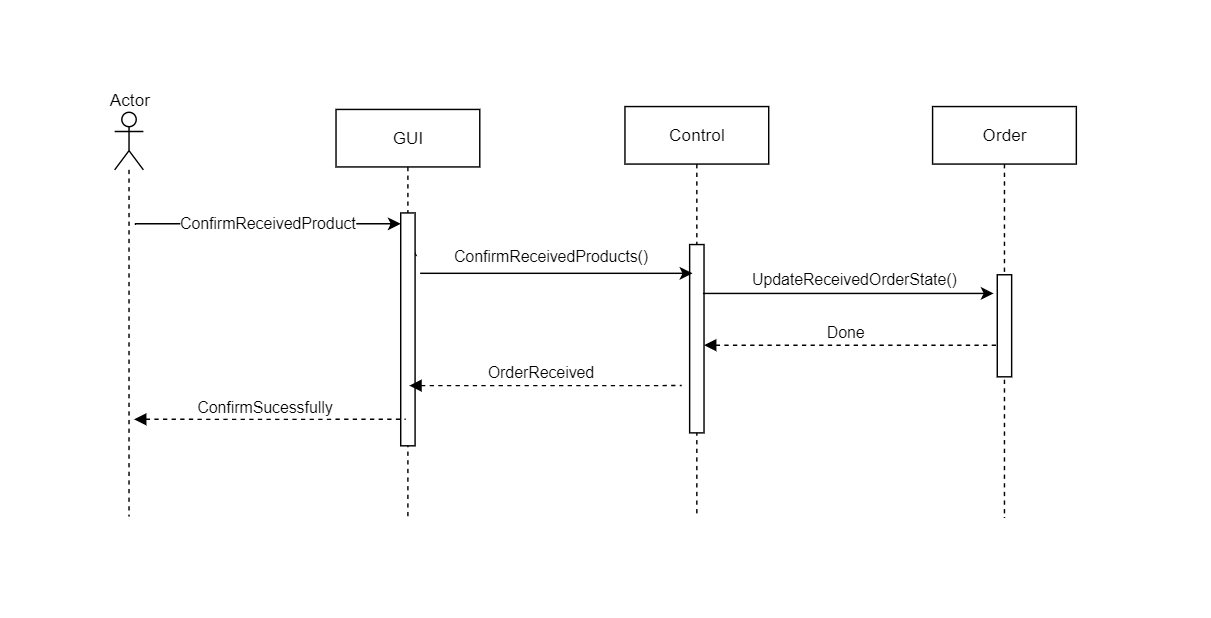 Actor
GUI
Control
Order
ConfirmReceivedProduct
ConfirmReceivedProducts()
UpdateReceivedOrderState()
Done
OrderReceived
ConfirmSucessfully